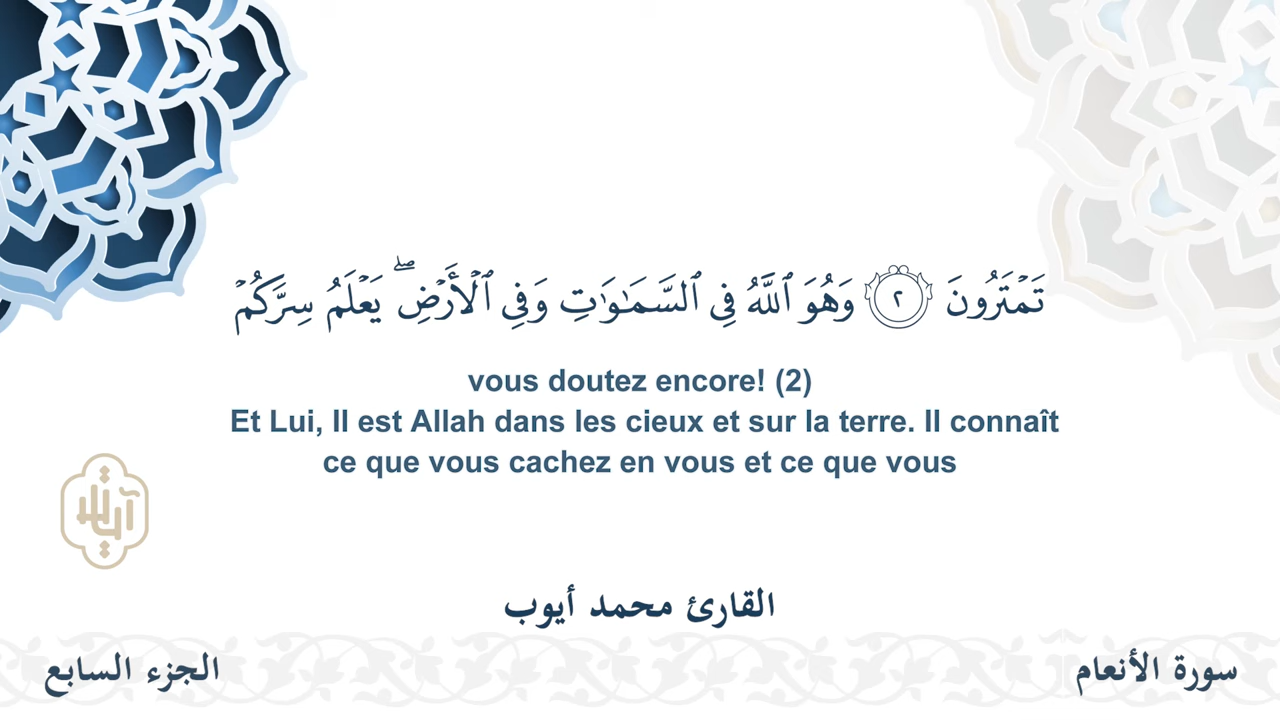 تَمْتَرُونَ ٢ وَهُوَ ٱللَّهُ فِي ٱلسَّمَـٰوَٰتِ وَفِي ٱلْأَرْضِ ۖ يَعْلَمُ سِرَّكُمْ
vous doutez encore! (2)
Et Lui, Il est Allah dans les cieux et sur la terre. Il connaît
ce que vous cachez en vous et ce que vous
آيات
القارئ محمد أيوب
سورة الأنعام
الجزء السابع